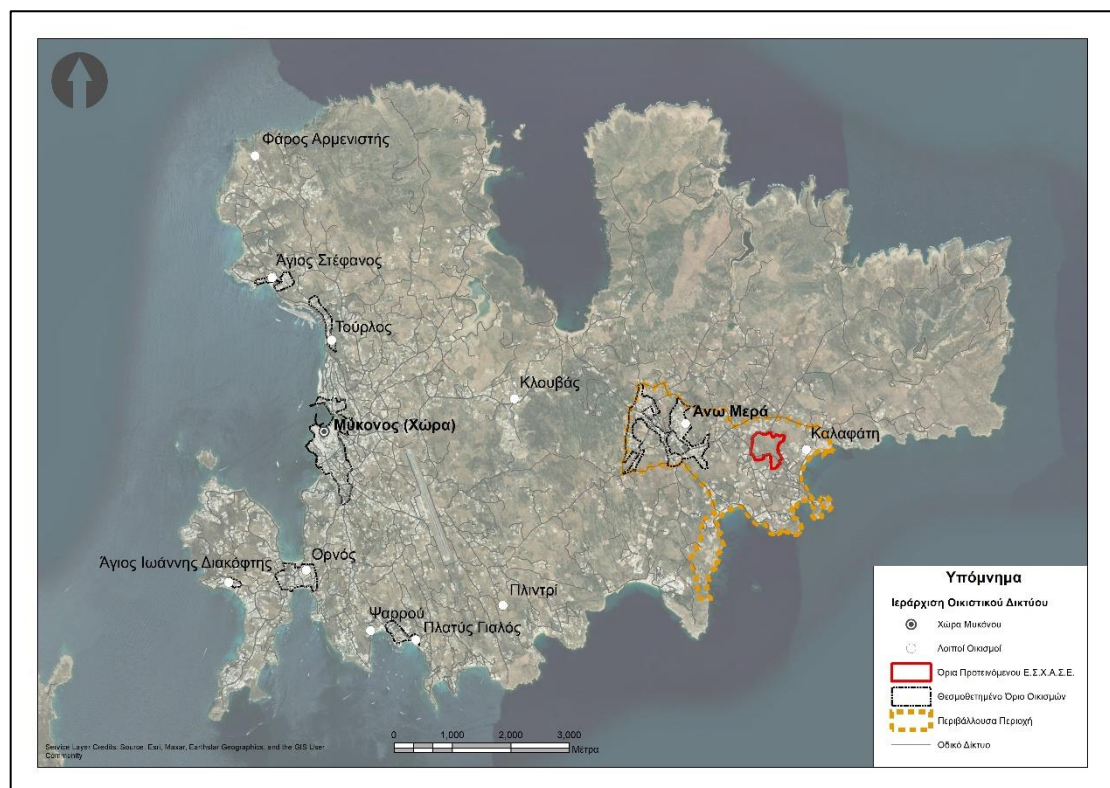 Φάρος Αρμενιστής
Άγιος Στέφανος
Τούρλος
Κλουβάς
Άνω Μερά
Μύκονος (Χώρα)
Καλαφάτη
Άγιος Ιωάννης Διακόφτης
Ορνός
Πλιντρί
Ψαρρού
Πλατύς Γιαλός
Υπόμνημα
Ιεράρχιση Οικιστικού Δικτύου
Χώρα Μυκόνου
Λοιποί Οικισμοί
Όρια Προτεινόμενου Ε.Σ.Χ.Α.Σ.Ε.
Θεσμοθετημένο Όριο Οικισμών
Περιβάλλουσα Περιοχή
Οδικό Δίκτυο
0 1,000 2,000 3,000
Μέτρα
Service Layer Credits: Source: Esri, Maxar, Earthstar Geographics, and the GIS User
Community